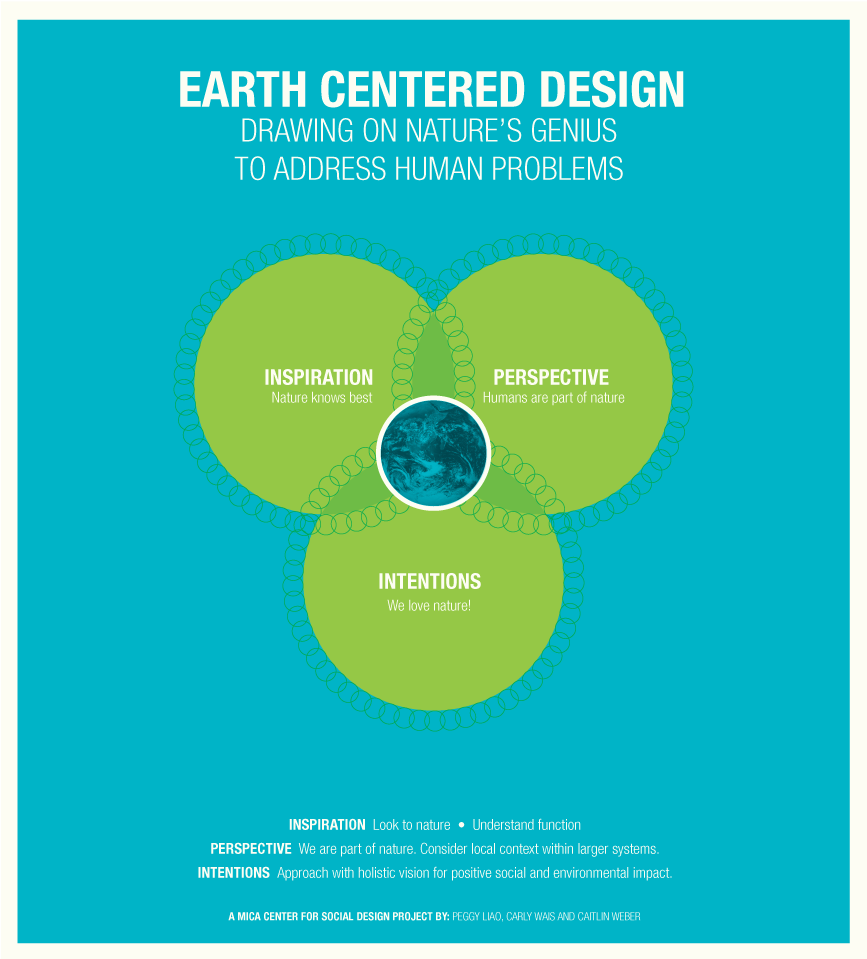 EARTH CENTERED DESIGN
DRAWING ON NATURE'S GENIUS
TO ADDRESS HUMAN PROBLEMS
INSPIRATION
Nature knows best
PERSPECTIVE
Humans are part of nature
INTENTIONS
We love nature!
INSPIRATION Look to nature • Understand function
PERSPECTIVE We are part of nature. Consider local context within larger systems.
INTENTIONS Approach with holistic vision for positive social and environmental impact.
A MICA CENTER FOR SOCIAL DESIGN PROJECT BY: PEGGY LIAO, CARLY WAIS AND CAITLIN WEBER